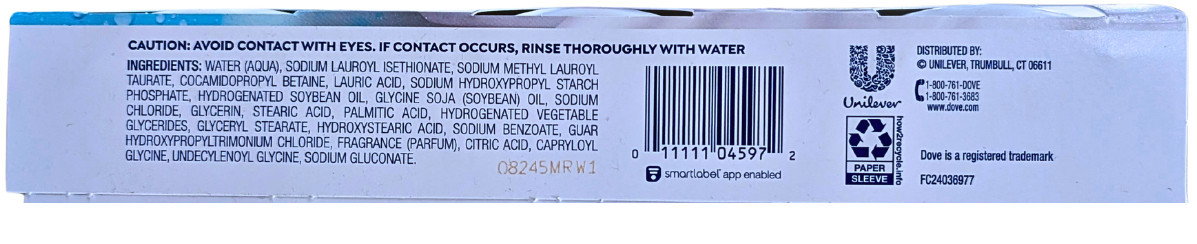 CAUTION: AVOID CONTACT WITH EYES. IF CONTACT OCCURS, RINSE THOROUGHLY WITH WATER
INGREDIENTS: WATER (AQUA), SODIUM LAUROYL ISETHIONATE, SODIUM METHYL LAUROYL
TAURATE, COCAMIDOPROPYL BETAINE, LAURIC ACID, SODIUM HYDROXYPROPYL STARCH
PHOSPHATE, HYDROGENATED SOYBEAN OIL, GLYCINE SOJA (SOYBEAN) OIL, SODIUM
CHLORIDE, GLYCERIN, STEARIC ACID, PALMITIC ACID, HYDROGENATED VEGETABLE
GLYCERIDES, GLYCERYL STEARATE, HYDROXYSTEARIC ACID, SODIUM BENZOATE, GUAR
HYDROXYPROPYLTRIMONIUM CHLORIDE, FRAGRANCE (PARFUM), CITRIC ACID, CAPRYLOYL
GLYCINE, UNDECYLENOYL GLYCINE, SODIUM GLUCONATE.
08245MRW1
0 11111 04597 2
smartlabel app enabled
Unilever
PAPER
SLEEVE
how2recycle.info
DISTRIBUTED BY:
© UNILEVER, TRUMBULL, CT 06611
1-800-761-DOVE
1-800-761-3683
www.dove.com
Dove is a registered trademark
FC24036977